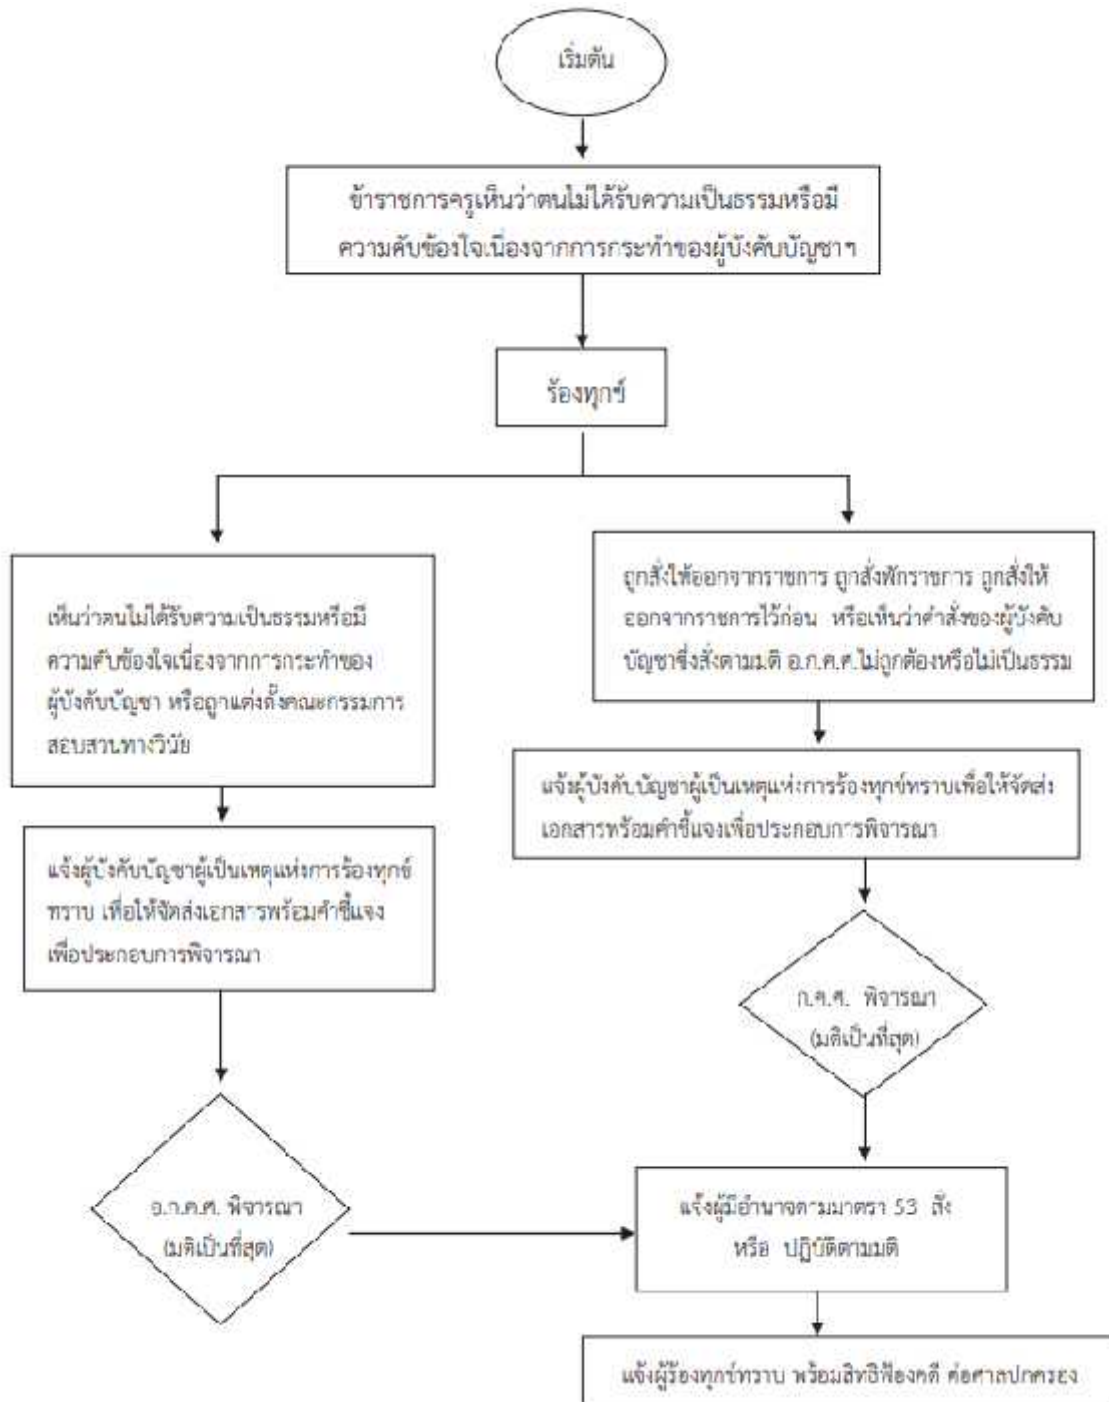 เริ่มต้น
ข้าราชการครูเห็นว่าตนไม่ได้รับความเป็นธรรมหรือมี
ความคับข้องใจเนื่องจากการกระทำของผู้บังคับบัญชาฯ
ร้องทุกข์
เห็นว่าตนไม่ได้รับความเป็นธรรมหรือมี
ความคับข้องใจเนื่องจากการกระทำของ
ผู้บังคับบัญชา หรือถูกแต่งตั้งคณะกรรมการ
สอบสวนทางวินัย
แจ้งผู้บังคับบัญชาผู้เป็นเหตุแห่งการร้องทุกข์
ทราบ เพื่อให้จัดส่งเอกสารพร้อมคำชี้แจง
เพื่อประกอบการพิจารณา
อ.ก.ค.ศ. พิจารณา
(มติเป็นที่สุด)
ถูกสั่งให้ออกจากราชการ ถูกสั่งพักราชการ ถูกสั่งให้
ออกจากราชการไว้ก่อน หรือเห็นว่าคำสั่งของผู้บังคับ
บัญชาซึ่งสั่งตามมติ อ.ก.ค.ศ.ไม่ถูกต้องหรือไม่เป็นธรรม
แจ้งผู้บังคับบัญชาผู้เป็นเหตุแห่งการร้องทุกข์ทราบเพื่อให้จัดส่ง
เอกสารพร้อมคำชี้แจงเพื่อประกอบการพิจารณา
ก.ค.ศ. พิจารณา
(มติเป็นที่สุด)
แจ้งผู้มีอำนาจตามมาตรา 53 สั่ง
หรือ ปฏิบัติตามมติ
แจ้งผู้ร้องทุกข์ทราบ พร้อมสิทธิฟ้องคดี ต่อศาลปกครอง